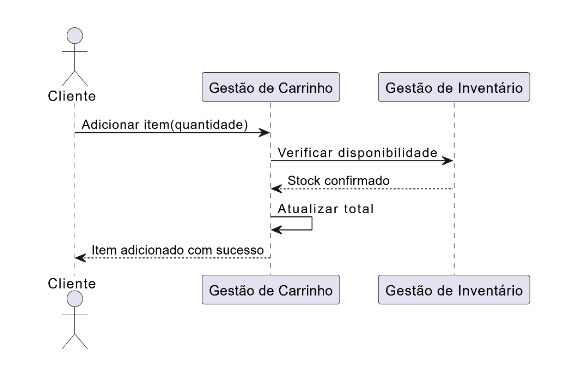 Cliente
Gestão de Carrinho
Gestão de Inventário
Adicionar item(quantidade)
Verificar disponibilidade
Stock confirmado
Atualizar total
Item adicionado com sucesso
Cliente
Gestão de Carrinho
Gestão de Inventário